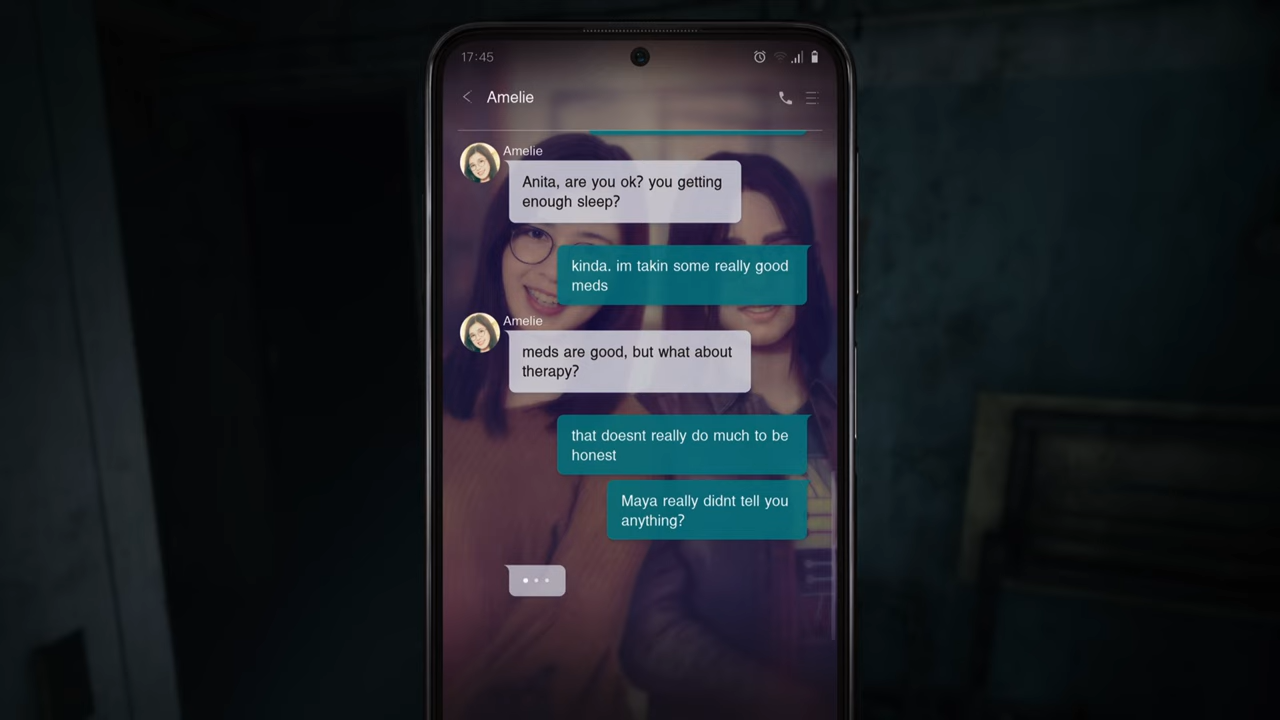 17:45
Amelie
Amelie
Anita, are you ok? you getting
enough sleep?
kinda. im takin some really good
meds
Amelie
meds are good, but what about
therapy?
that doesnt really do much to be
honest
Maya really didnt tell you
anything?